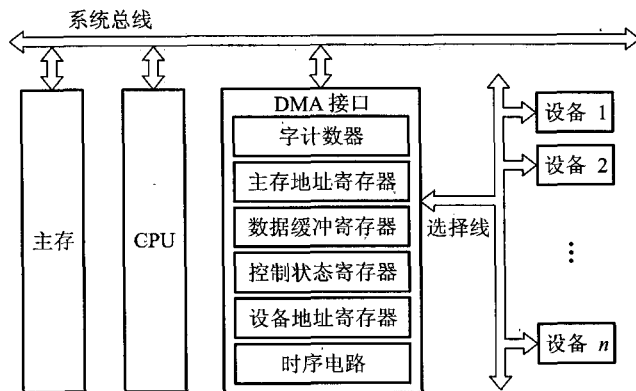 系统总线
DMA 接口
字计数器
主存地址寄存器
数据缓冲寄存器
控制状态寄存器
设备地址寄存器
时序电路
主存
CPU
选择线
设备 1
设备 2
⋮
设备 n